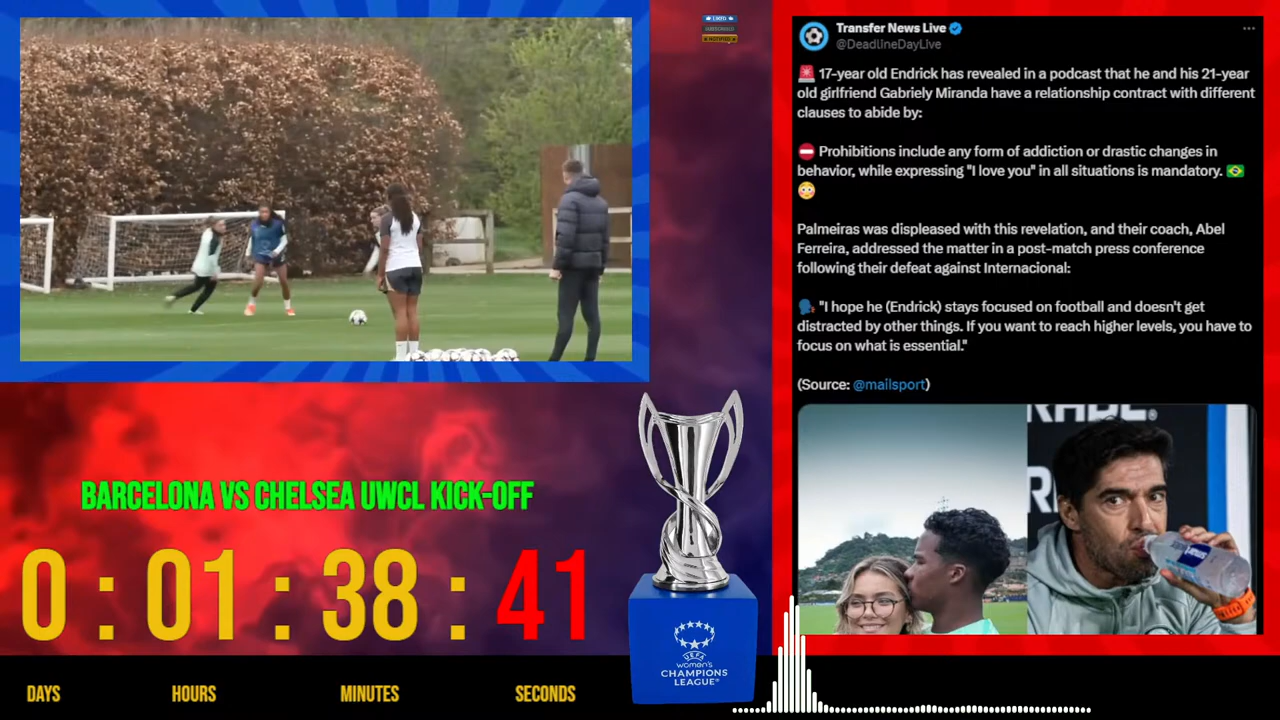 Transfer News Live
@DeadlineDayLive
17-year old Endrick has revealed in a podcast that he and his 21-year
old girlfriend Gabriely Miranda have a relationship contract with different
clauses to abide by:
Prohibitions include any form of addiction or drastic changes in
behavior, while expressing "I love you" in all situations is mandatory.
Palmeiras was displeased with this revelation, and their coach, Abel
Ferreira, addressed the matter in a post-match press conference
following their defeat against Internacional:
"I hope he (Endrick) stays focused on football and doesn't get
distracted by other things. If you want to reach higher levels, you have to
focus on what is essential."
(Source: @mailsport)
BARCELONA VS CHELSEA UWCL KICK-OFF
0 : 01 : 38 : 41
DAYS HOURS MINUTES SECONDS
UEFA
women's
CHAMPIONS
LEAGUE